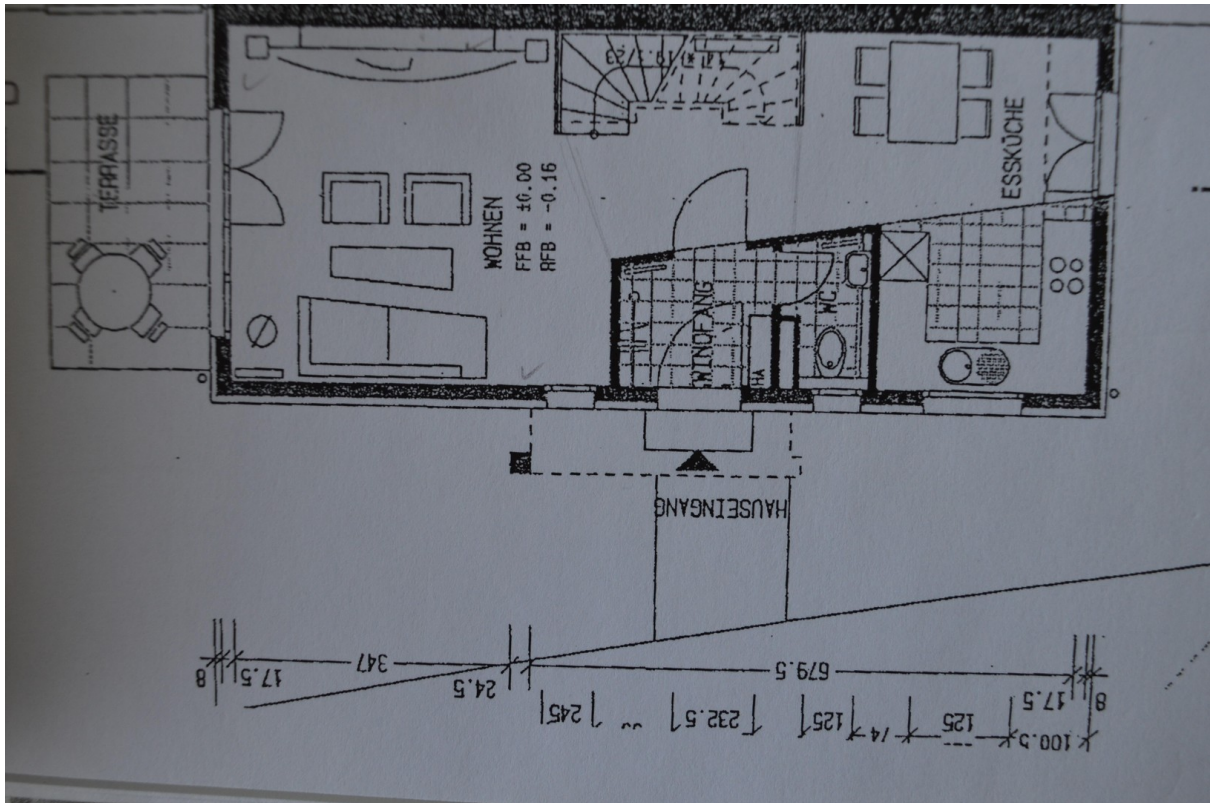 TERRASSE
WOHNEN
FFB = ±0.00
RFB = -0.16
ESSKÜCHE
WINDFANG
WC
HA
HAUSEINGANG
8 17.5 347 24.5 679.5 17.5 8
245 232.5 125 74 125 100.5